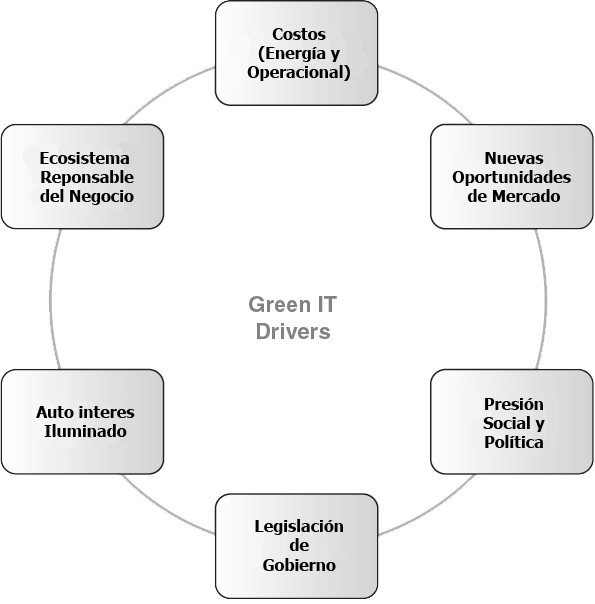 Costos
(Energía y
Operacional)
Ecosistema
Reponsable
del Negocio
Nuevas
Oportunidades
de Mercado
Green IT
Drivers
Auto interes
Iluminado
Presión
Social y
Política
Legislación
de
Gobierno